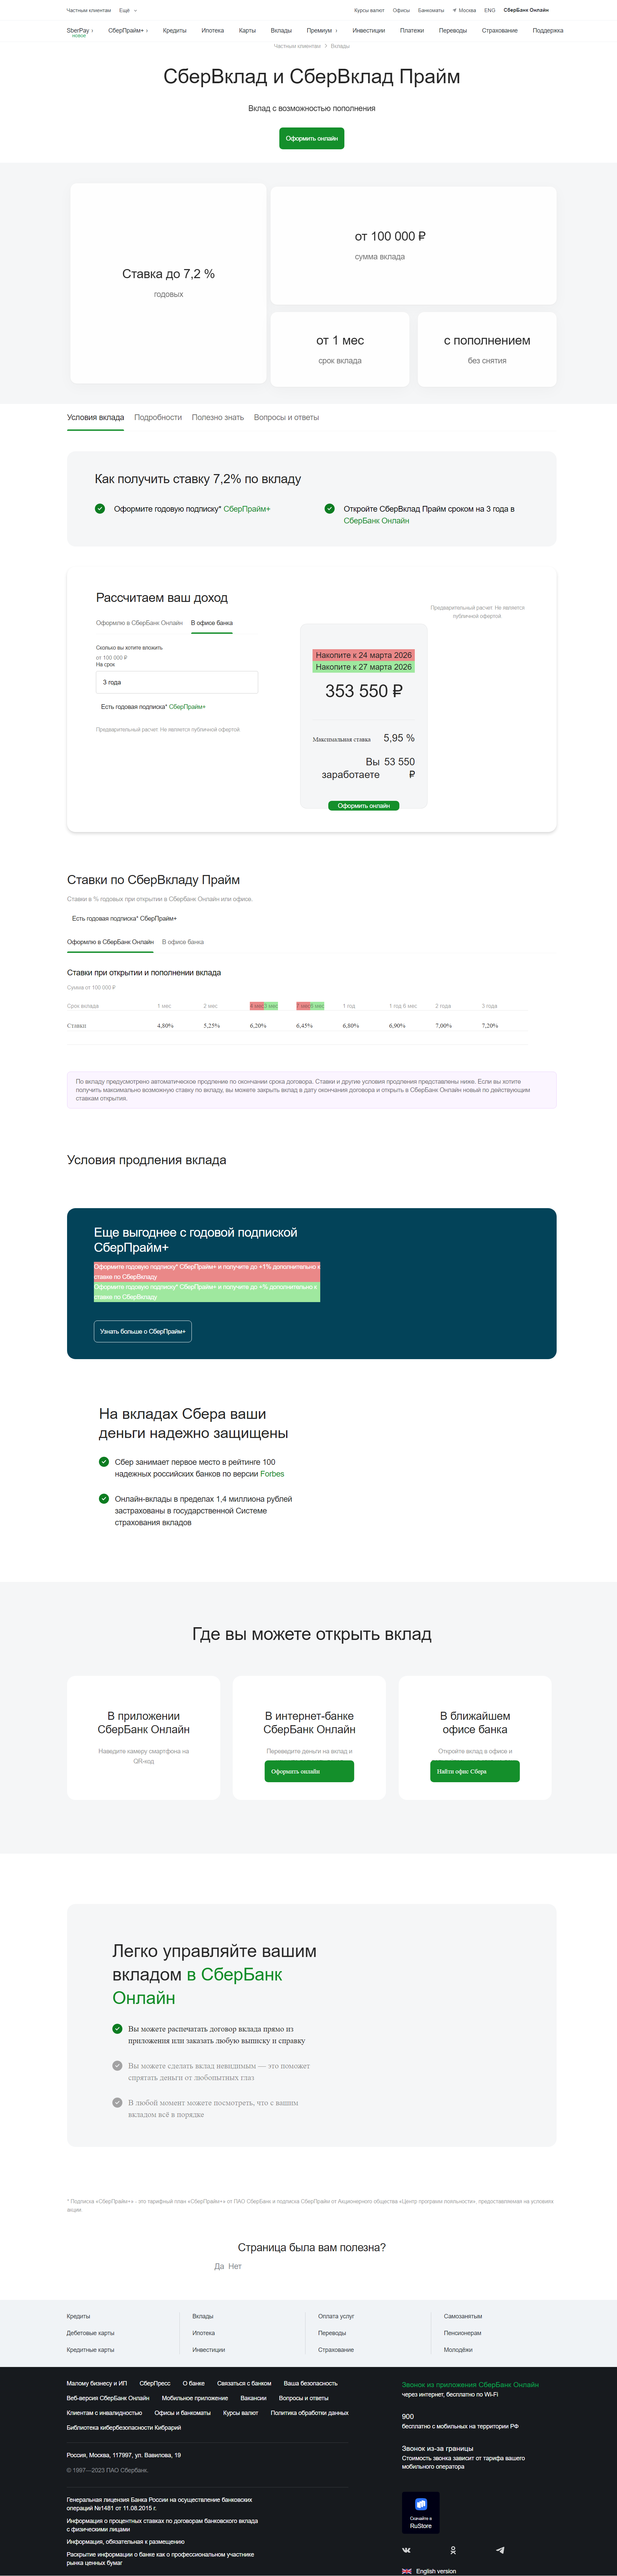 Частным клиентам Ещё
Курсы валют Офисы Банкоматы Москва ENG СберБанк Онлайн
SberPay СберПрайм+ Кредиты Ипотека Карты Вклады Премиум Инвестиции Платежи Переводы Страхование Поддержка
НОВОЕ
Частным клиентам Вклады
СберВклад и СберВклад Прайм
Вклад с возможностью пополнения
Оформить онлайн
Ставка до 7,2 %
годовых
от 100 000 ₽
сумма вклада
от 1 мес
срок вклада
с пополнением
без снятия
Условия вклада Подробности Полезно знать Вопросы и ответы
Как получить ставку 7,2% по вкладу
Оформите годовую подписку* СберПрайм+
Откройте СберВклад Прайм сроком на 3 года в
СберБанк Онлайн
Рассчитаем ваш доход
Оформлю в СберБанк Онлайн В офисе банка
Сколько вы хотите вложить
от 100 000 ₽
На срок
3 года
Есть годовая подписка* СберПрайм+
Предварительный расчет. Не является публичной офертой
Предварительный расчет. Не является
публичной офертой
Накопите к 24 марта 2026
Накопите к 27 марта 2026
353 550 ₽
Максимальная ставка 5,95 %
Вы 53 550
заработаете ₽
Оформить онлайн
Ставки по СберВкладу Прайм
Ставки в % годовых при открытии в СберБанк Онлайн или офисе.
Есть годовая подписка* СберПрайм+
Оформлю в СберБанк Онлайн В офисе банка
Ставки при открытии и пополнении вклада
Сумма от 100 000 ₽
Срок вклада 1 мес 2 мес 3 мес 6 мес 1 год 1 год 6 мес 2 года 3 года
Ставки 4,80% 5,25% 6,20% 6,45% 6,80% 6,90% 7,00% 7,20%
По вкладу предусмотрено автоматическое продление по окончании срока договора. Ставки и другие условия продления представлены ниже. Если вы хотите
получить максимально возможную ставку по вкладу, вы можете закрыть вклад в дату окончания договора и открыть в СберБанк Онлайн новый по действующим
ставкам открытия.
Условия продления вклада
Еще выгоднее с годовой подпиской
СберПрайм+
Оформите годовую подписку* СберПрайм+ и получите до +1% дополнительно к
ставке по СберВкладу
Оформите годовую подписку* СберПрайм+ и получите до +% дополнительно к
ставке по СберВкладу
Узнать больше о СберПрайм+
На вкладах Сбера ваши
деньги надежно защищены
Сбер занимает первое место в рейтинге 100
надежных российских банков по версии Forbes
Онлайн-вклады в пределах 1,4 миллиона рублей
застрахованы в государственной Системе
страхования вкладов
Где вы можете открыть вклад
В приложении
СберБанк Онлайн
Наведите камеру смартфона на
QR-код
В интернет-банке
СберБанк Онлайн
Переведите деньги на вклад и
Оформить онлайн
В ближайшем
офисе банка
Откройте вклад в офисе и
Найти офис Сбера
Легко управляйте вашим
вкладом в СберБанк
Онлайн
Вы можете распечатать договор вклада прямо из
приложения или заказать любую выписку и справку
Вы можете сделать вклад невидимым — это поможет
спрятать деньги от любопытных глаз
В любой момент можете посмотреть, что с вашим
вкладом всё в порядке
* Подписка «СберПрайм+» - это тарифный план «СберПрайм+» от ПАО СберБанк и подписка СберПрайм от Акционерного общества «Центр программ лояльности», предоставляемая на условиях
акции
Страница была вам полезна?
Да Нет
Кредиты Вклады Оплата услуг Самозанятым
Дебетовые карты Ипотека Переводы Пенсионерам
Кредитные карты Инвестиции Страхование Молодёжи
Малому бизнесу и ИП СберПресс О банке Связаться с банком Ваша безопасность
Веб-версия СберБанк Онлайн Мобильное приложение Вакансии Вопросы и ответы
Клиентам с инвалидностью Офисы и банкоматы Курсы валют Политика обработки данных
Библиотека кибербезопасности Кибрарий
Россия, Москва, 117997, ул. Вавилова, 19
© 1997—2023 ПАО Сбербанк.
Генеральная лицензия Банка России на осуществление банковских
операций №1481 от 11.08.2015 г.
Информация о процентных ставках по договорам банковского вклада
с физическими лицами
Информация, обязательная к размещению
Раскрытие информации о банке как о профессиональном участнике
рынка ценных бумаг
Звонок из приложения СберБанк Онлайн
через интернет, бесплатно по Wi-Fi
900
бесплатно с мобильных на территории РФ
Звонок из-за границы
Стоимость звонка зависит от тарифа вашего
мобильного оператора
Скачайте в
RuStore
English version